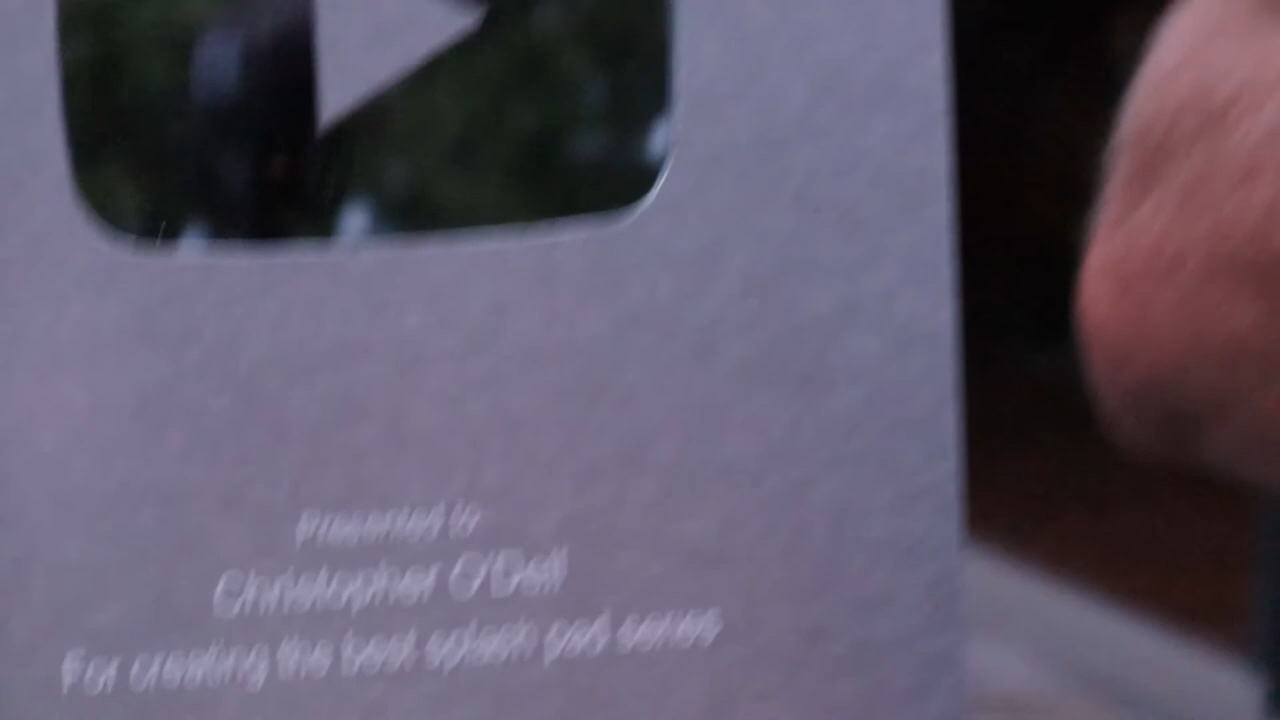 Presented to
Christopher O'Dell
For creating the best splash pad series